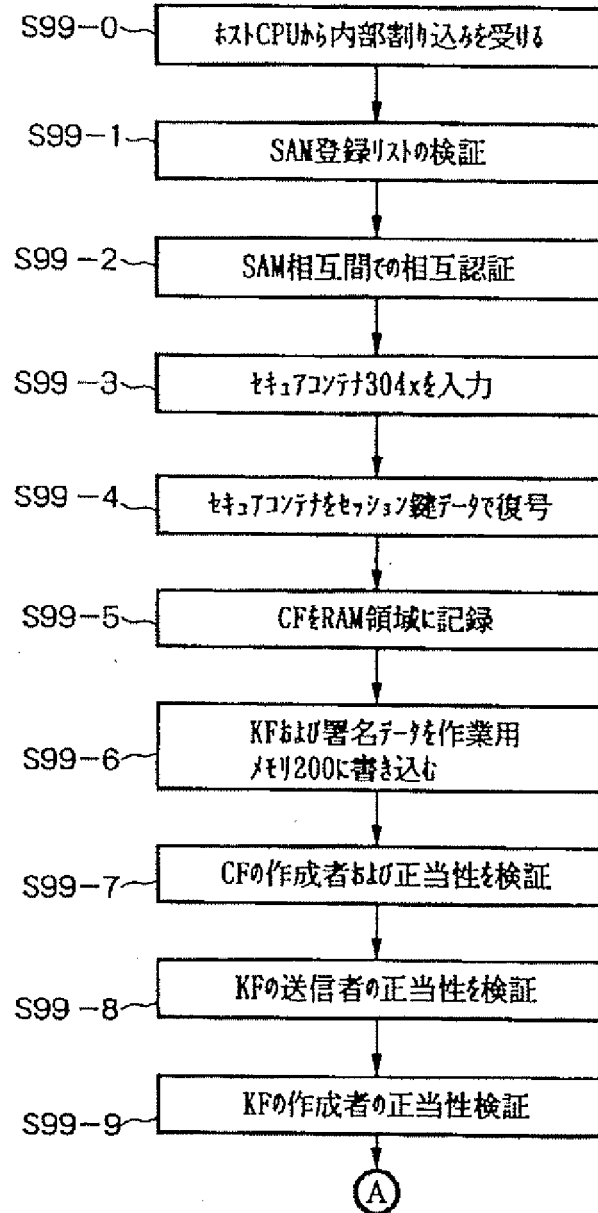 S99-0
ホストCPUから内部割り込みを受ける
S99-1
SAM登録リストの検証
S99-2
SAM相互間での相互認証
S99-3
セキュアコンテナ304xを入力
S99-4
セキュアコンテナをセッション鍵データで復号
S99-5
CFをRAM領域に記録
S99-6
KFおよび署名データを作業用
メモリ200に書き込む
S99-7
CFの作成者および正当性を検証
S99-8
KFの送信者の正当性を検証
S99-9
KFの作成者の正当性検証
A